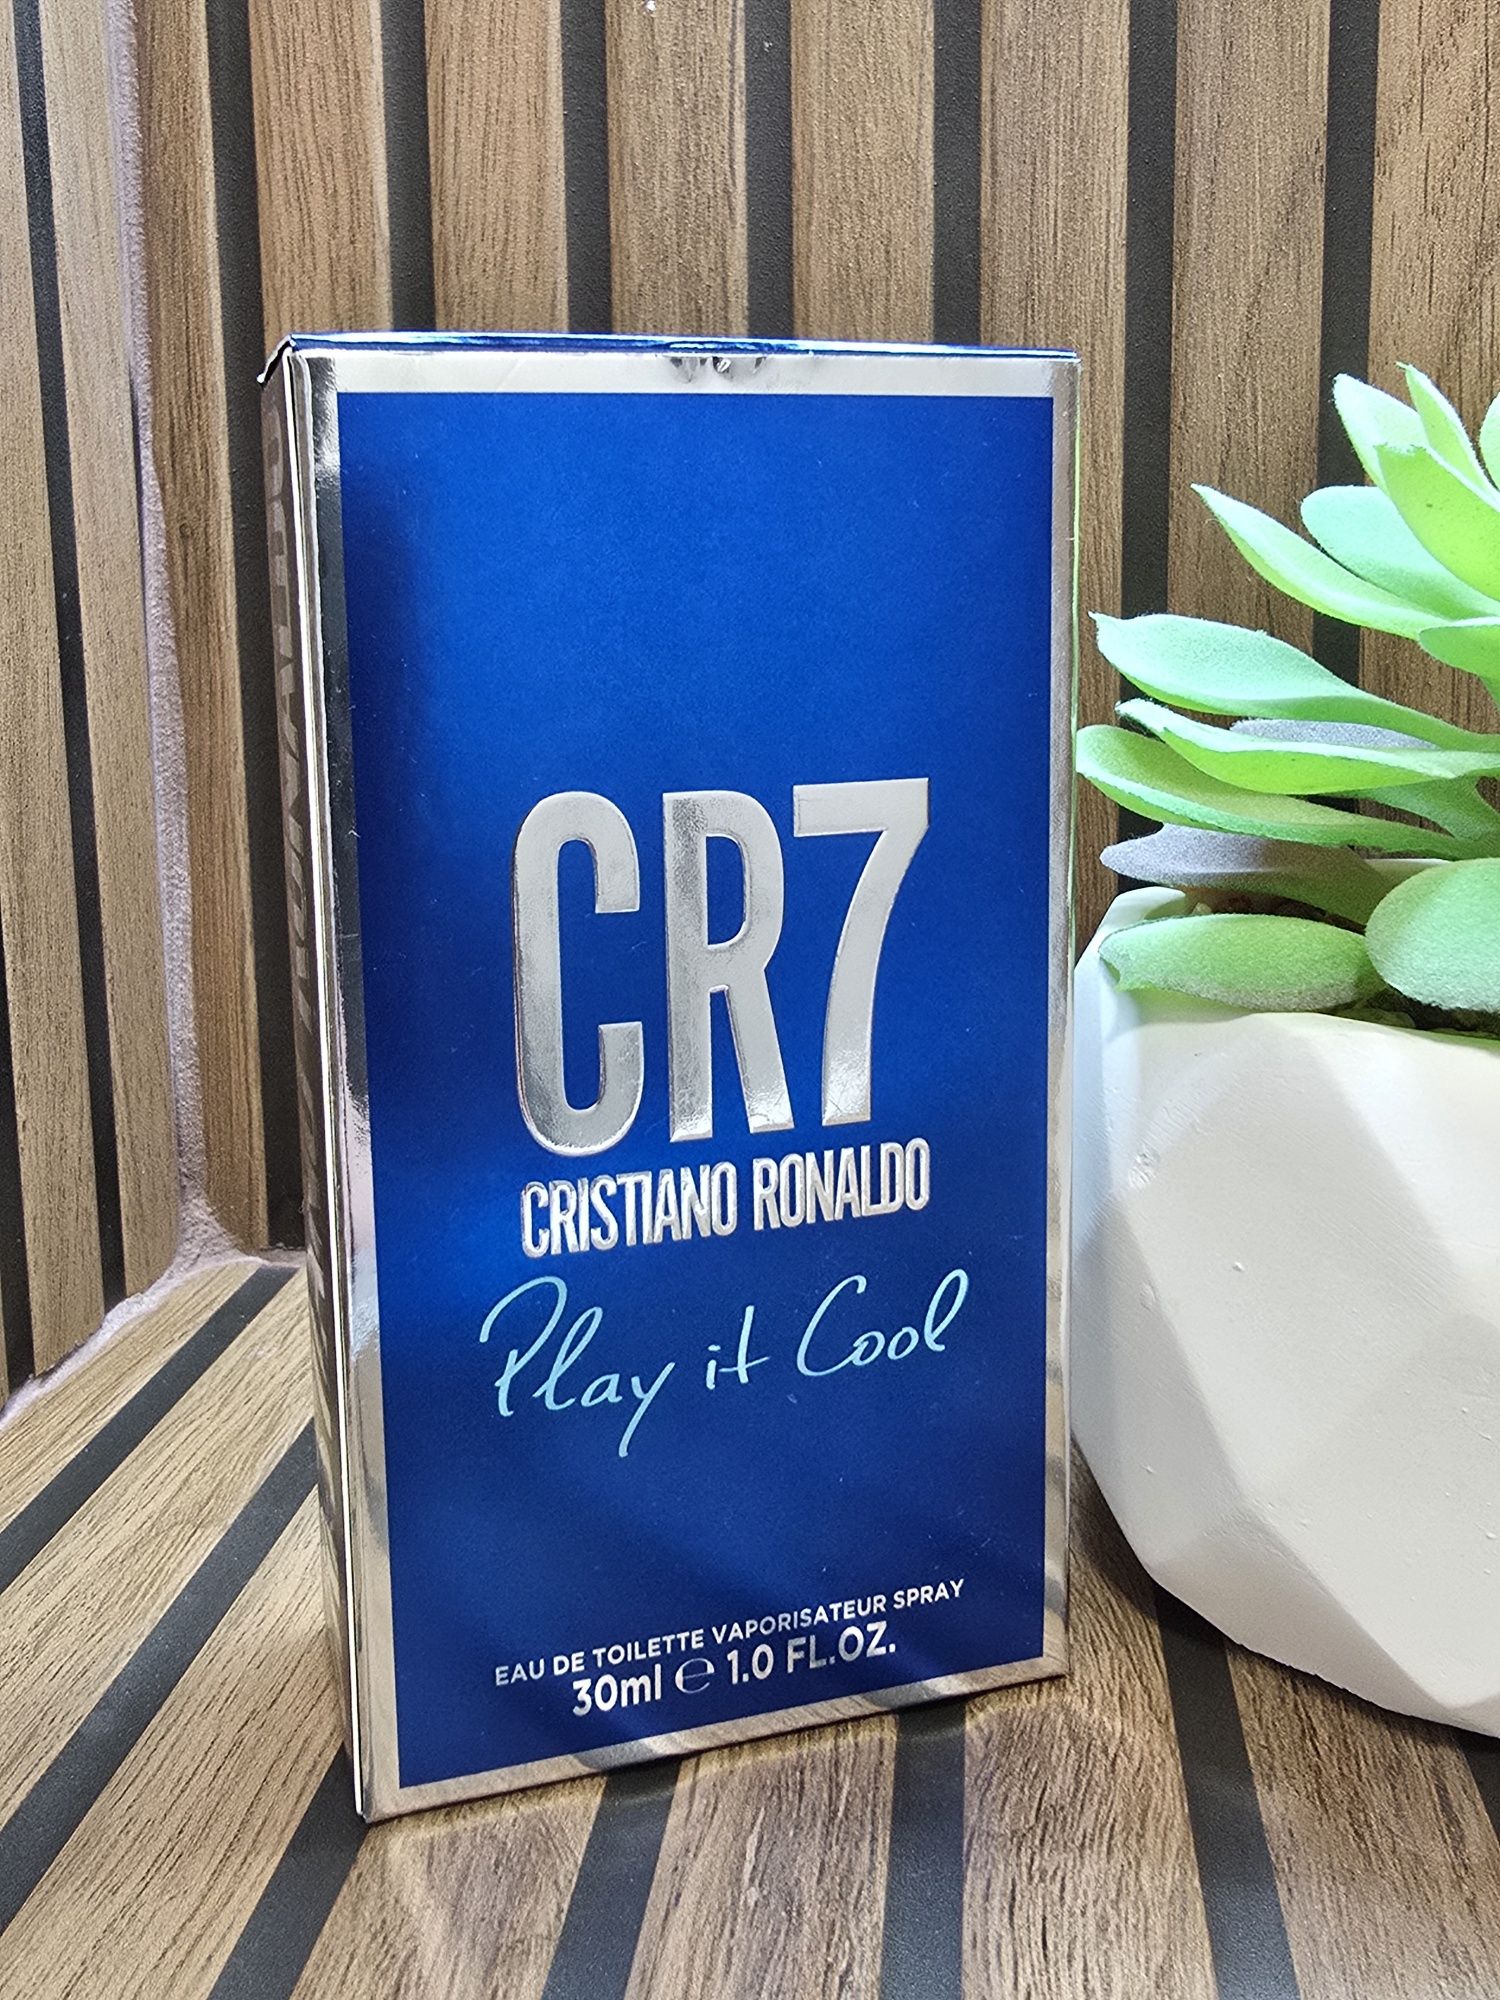 CR7
CRISTIANO RONALDO
Play it Cool
EAU DE TOILETTE VAPORISATEUR SPRAY
30ml ℮ 1.0 FL.OZ.